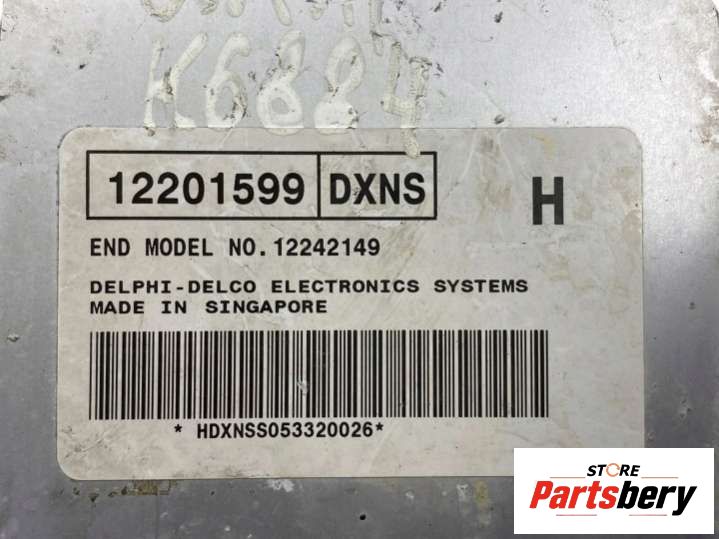 K6884
12201599 DXNS H
END MODEL NO.12242149
DELPHI-DELCO ELECTRONICS SYSTEMS
MADE IN SINGAPORE
* HDXNSS053320026*
STORE
Partsbery